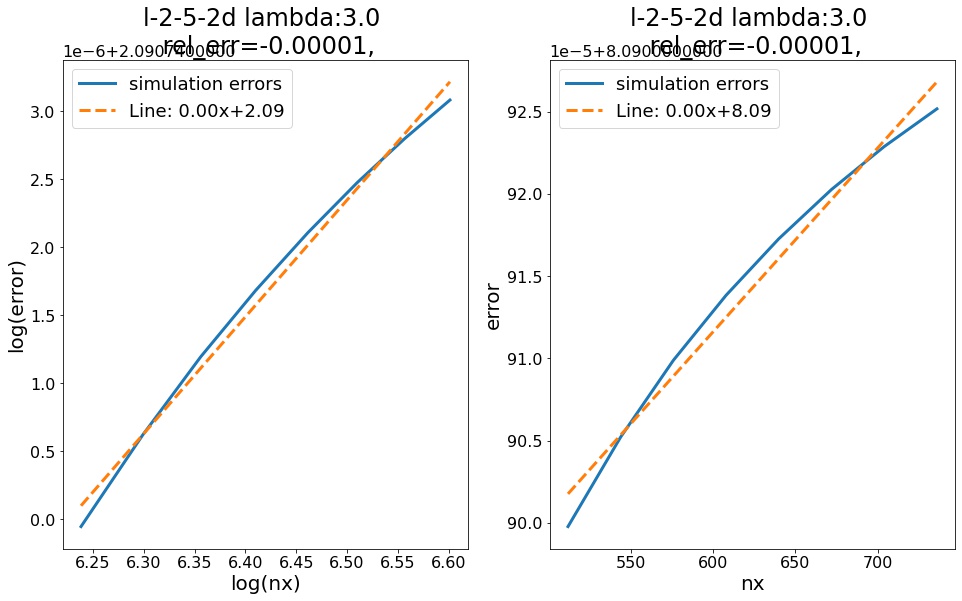 l-2-5-2d lambda:3.0
rel_err=-0.00001,
1e−6+2.0907400000
simulation errors
Line: 0.00x+2.09
log(error)
3.0
2.5
2.0
1.5
1.0
0.5
0.0
6.25 6.30 6.35 6.40 6.45 6.50 6.55 6.60
log(nx)
l-2-5-2d lambda:3.0
rel_err=-0.00001,
1e−5+8.0900000000
simulation errors
Line: 0.00x+8.09
error
92.5
92.0
91.5
91.0
90.5
90.0
550 600 650 700
nx